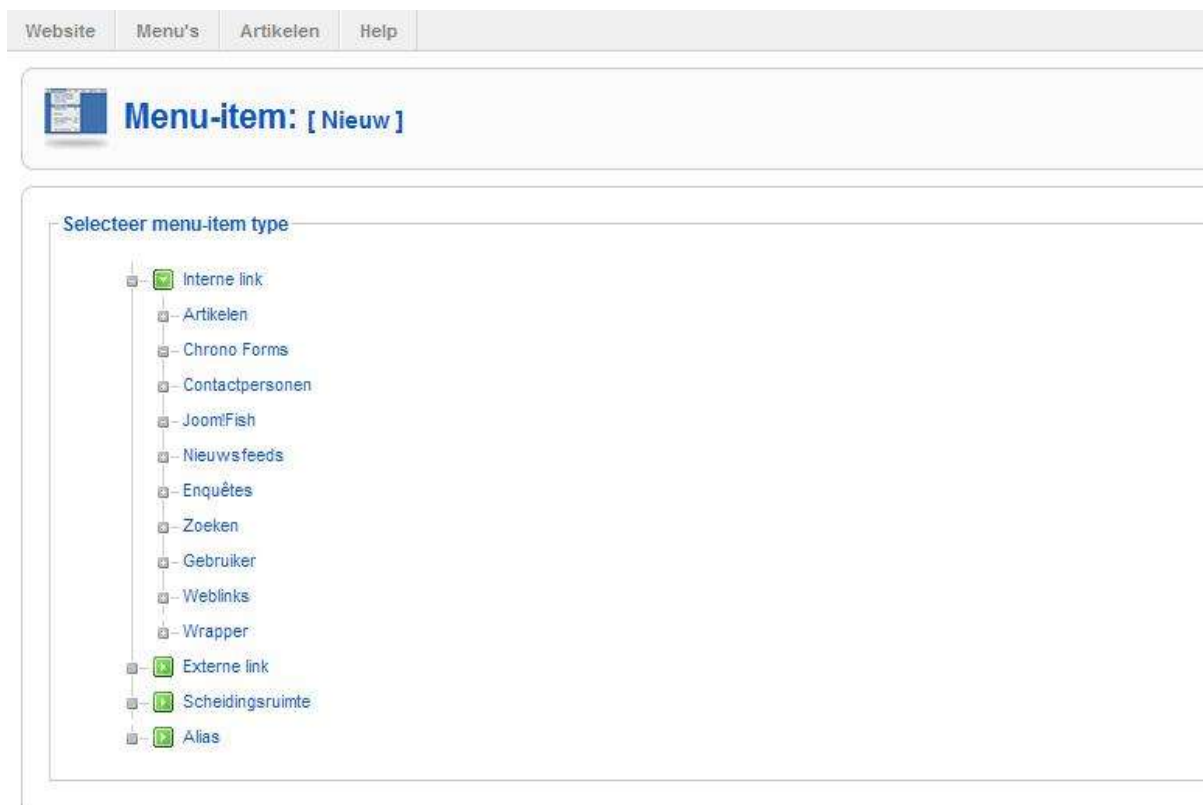 Website Menu's Artikelen Help
Menu-item: [ Nieuw ]
Selecteer menu-item type
Interne link
Artikelen
Chrono Forms
Contactpersonen
Joom!Fish
Nieuwsfeeds
Enquêtes
Zoeken
Gebruiker
Weblinks
Wrapper
Externe link
Scheidingsruimte
Alias